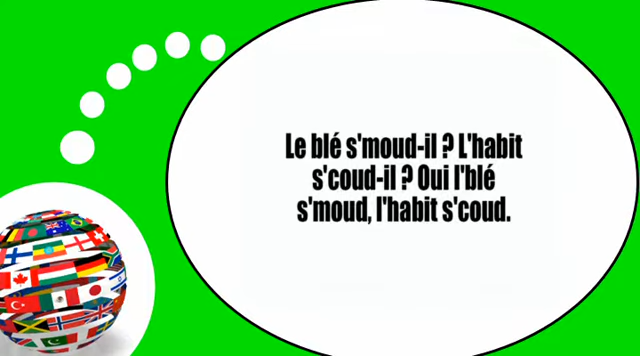 Le blé s'moud-il ? L'habit
s'coud-il ? Oui l'blé
s'moud, l'habit s'coud.